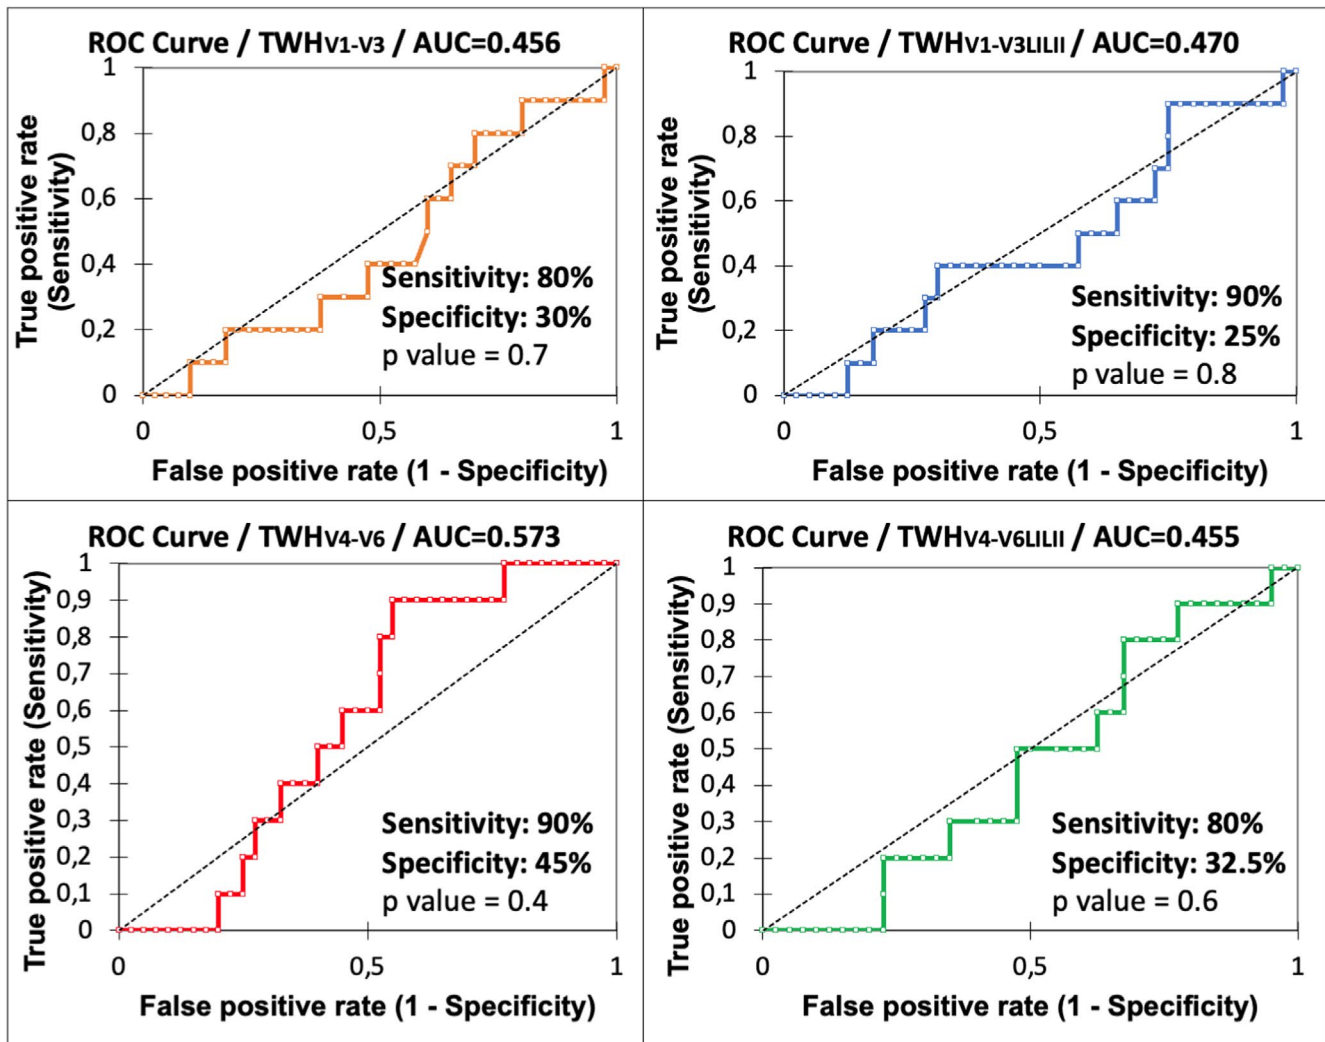 ROC Curve / TWHV1-V3 / AUC=0.456
True positive rate
(Sensitivity)
1
0,8
0,6
0,4
0,2
0
Sensitivity: 80%
Specificity: 30%
p value = 0.7
0
0,5
1
False positive rate (1 - Specificity)
ROC Curve / TWHV1-V3LILII / AUC=0.470
True positive rate
(Sensitivity)
1
0,8
0,6
0,4
0,2
0
Sensitivity: 90%
Specificity: 25%
p value = 0.8
0
0,5
1
False positive rate (1 - Specificity)
ROC Curve / TWHV4-V6 / AUC=0.573
True positive rate (Sensitivity)
1
0,9
0,8
0,7
0,6
0,5
0,4
0,3
0,2
0,1
0
Sensitivity: 90%
Specificity: 45%
p value = 0.4
0
0,5
1
False positive rate (1 - Specificity)
ROC Curve / TWHV4-V6LILII / AUC=0.455
True positive rate (Sensitivity)
1
0,9
0,8
0,7
0,6
0,5
0,4
0,3
0,2
0,1
0
Sensitivity: 80%
Specificity: 32.5%
p value = 0.6
0
0,5
1
False positive rate (1 - Specificity)